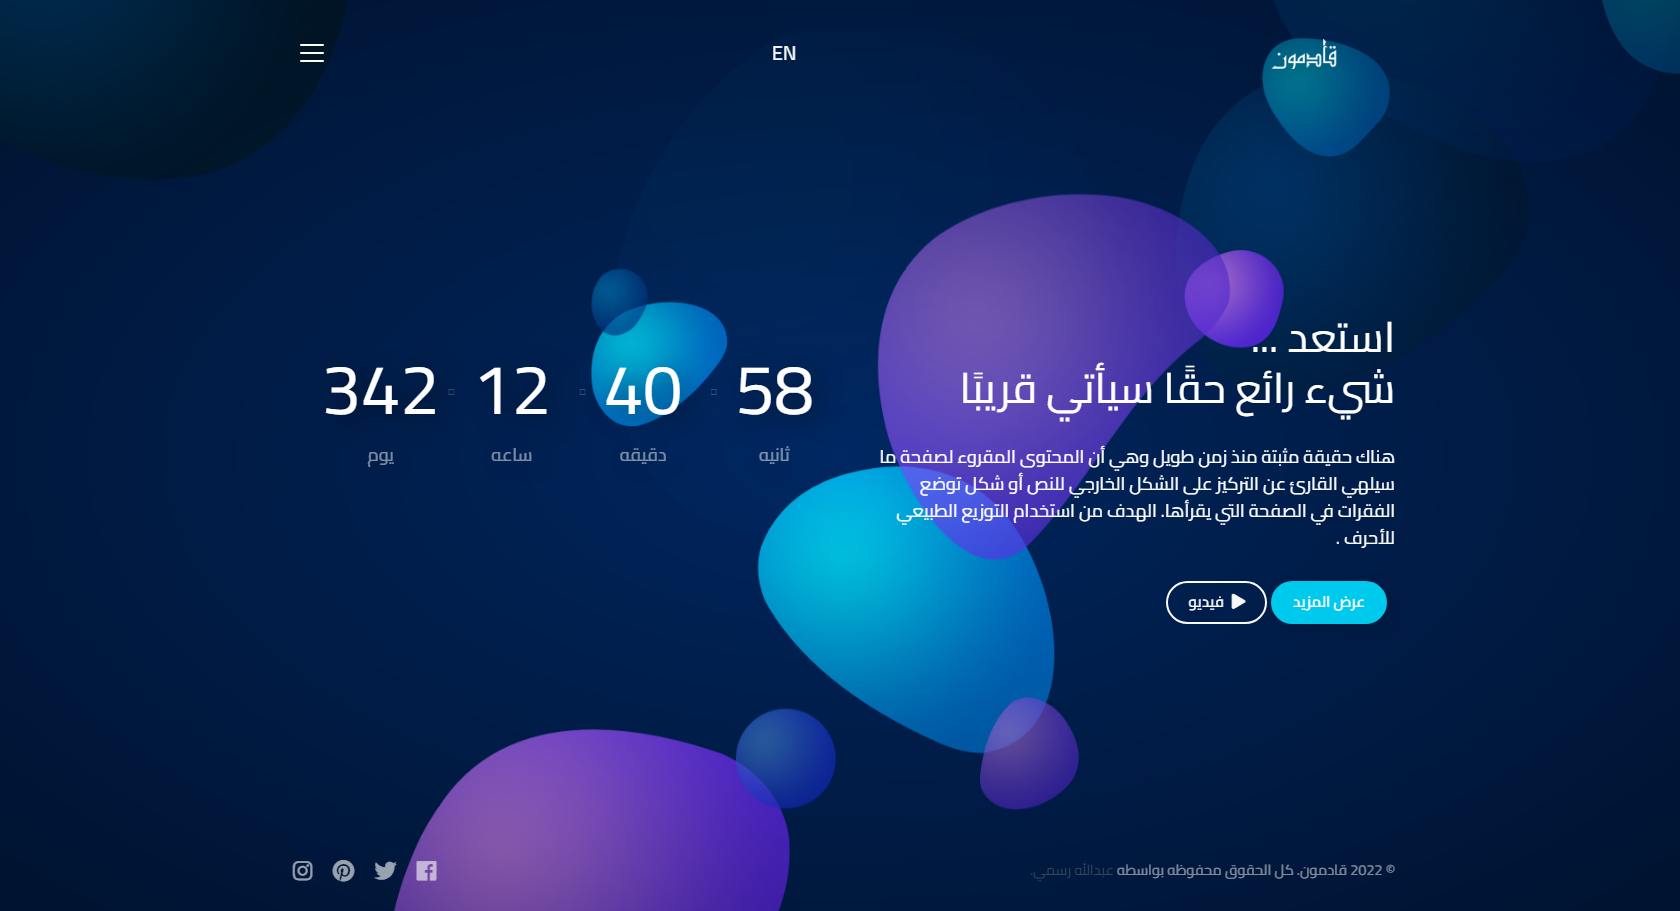 قادمون
EN
استعد ...
شيء رائع حقًّا سيأتي قريبًا
هناك حقيقة مثبتة منذ زمن طويل وهي أن المحتوى المقروء لصفحة ما
سيلهي القارئ عن التركيز على الشكل الخارجي للنص أو شكل توضع
الفقرات في الصفحة التي يقرأها. الهدف من استخدام التوزيع الطبيعي
للأحرف .
عرض المزيد
فيديو
58 40 12 342
ثانيه دقيقه ساعه يوم
© 2022 قادمون. كل الحقوق محفوظه بواسطه عبدالله رسمي.